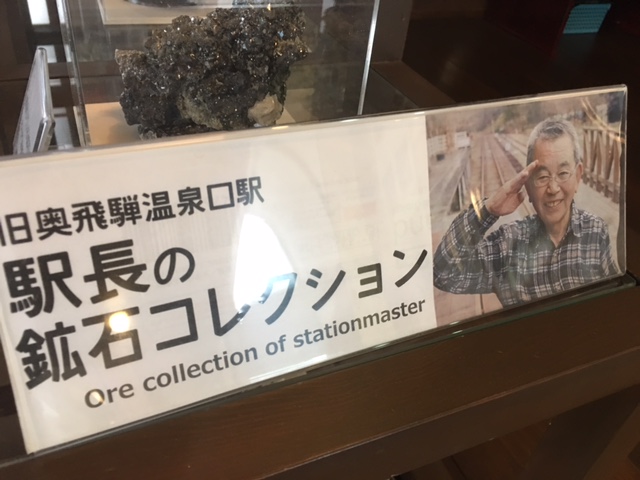 旧奥飛騨温泉口駅
駅長の
鉱石コレクション
Ore collection of stationmaster